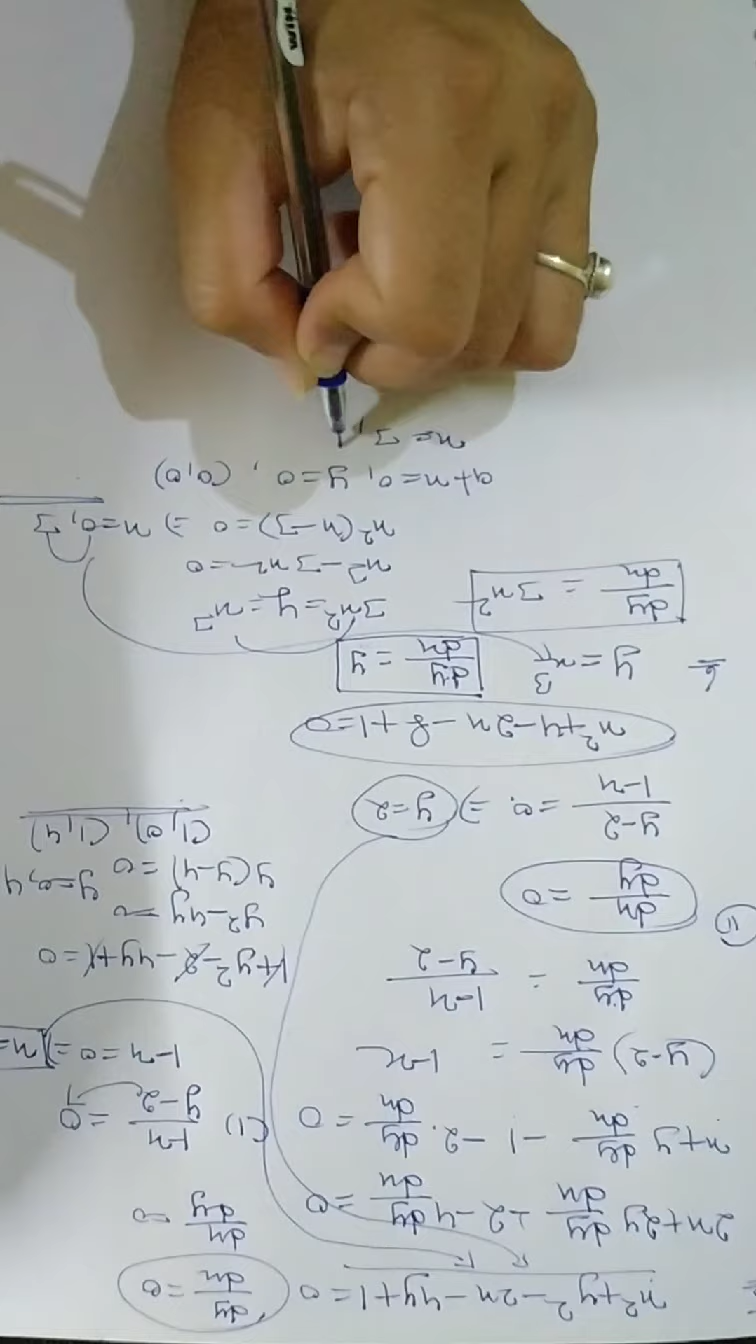 x² + y² - 2x - 4y + 1 = 0
dy/dx = 0
2x + 2y dy/dx - 2 - 4 dy/dx = 0
dx/dy = 0
x + y dy/dx - 1 - 2 · dy/dx = 0
(1) 1-x/y-2 = 0
(y-2) dy/dx = 1-x
1-x = 0 ⇒ x=
dy/dx = 1-x/y-2
1 + y² - 2 - 4y + 1 = 0
y² - 4y = 0
(ii) dx/dy = 0
y(y-4) = 0 y = 0, 4
(1,0), (1,4)
y-2/1-x = 0. ⇒ y=2
x² + 4 - 2x - 8 + 1 = 0
y = x³ dy/dx = y
dy/dx = 3x²
3x² = y = x³
x³ - 3x² = 0
x²(x-3) = 0 ⇒ x = 0, 3
at x=0, y=0, (0,0)
x = 3,